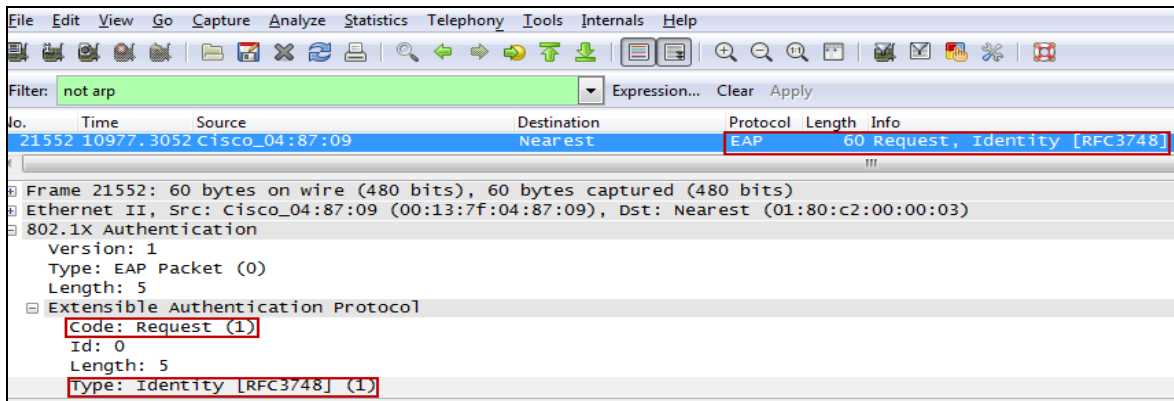 File Edit View Go Capture Analyze Statistics Telephony Tools Internals Help
Filter: not arp Expression... Clear Apply
No. Time Source Destination Protocol Length Info
21552 10977.3052 Cisco_04:87:09 Nearest EAP 60 Request, Identity [RFC3748]
Frame 21552: 60 bytes on wire (480 bits), 60 bytes captured (480 bits)
Ethernet II, Src: Cisco_04:87:09 (00:13:7f:04:87:09), Dst: Nearest (01:80:c2:00:00:03)
802.1X Authentication
Version: 1
Type: EAP Packet (0)
Length: 5
Extensible Authentication Protocol
Code: Request (1)
Id: 0
Length: 5
Type: Identity [RFC3748] (1)